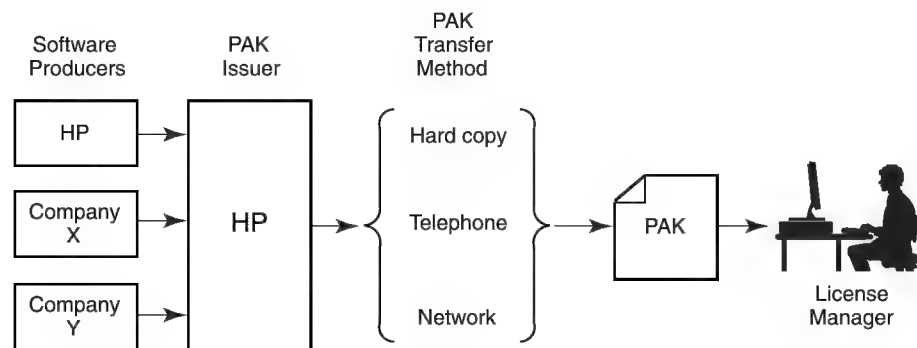 Software
Producers
PAK
Issuer
PAK
Transfer
Method
HP
Company
X
Company
Y
HP
Hard copy
Telephone
Network
PAK
License
Manager